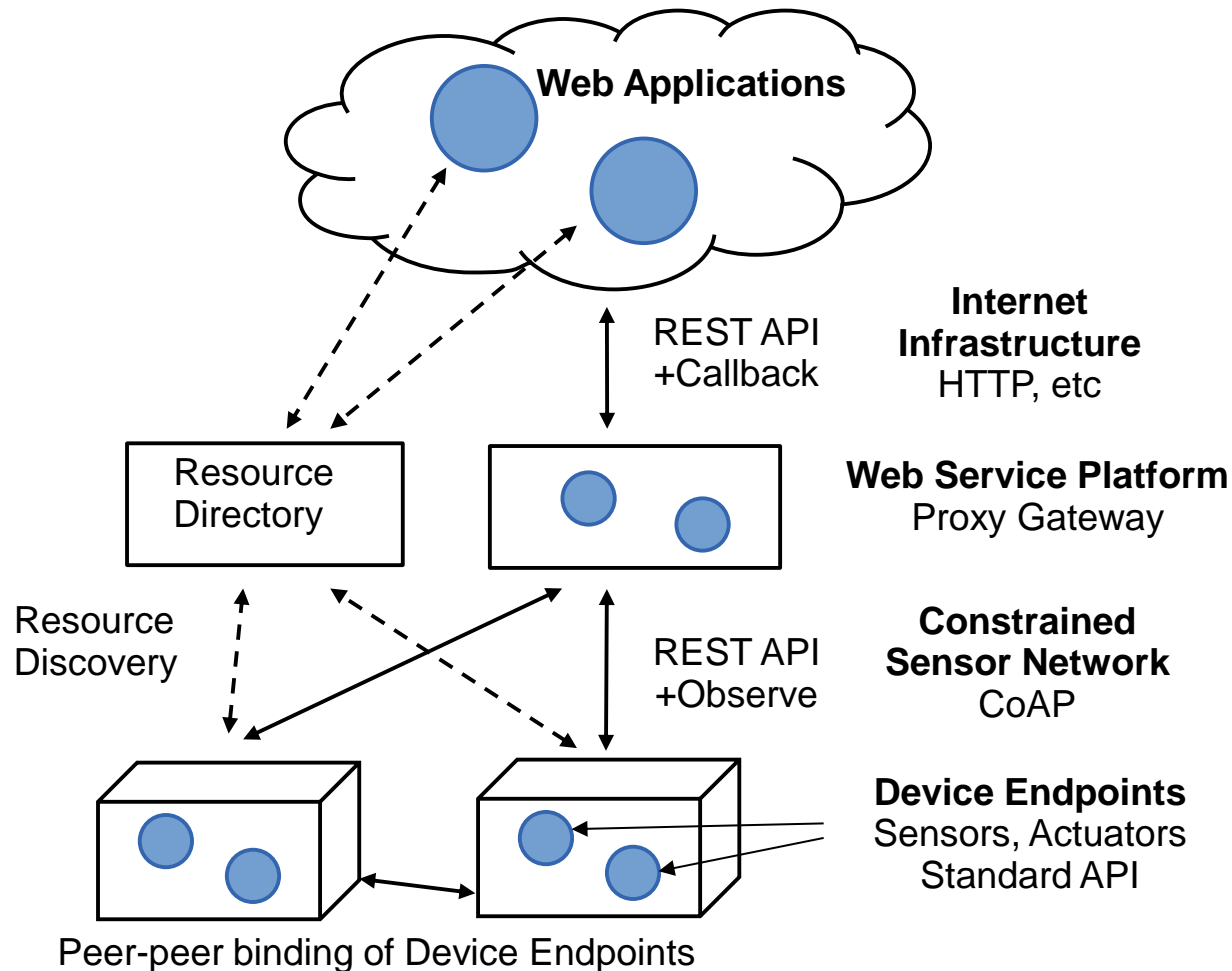 Web Applications
REST API
+Callback
Internet
Infrastructure
HTTP, etc
Resource
Directory
Web Service Platform
Proxy Gateway
Resource
Discovery
REST API
+Observe
Constrained
Sensor Network
CoAP
Device Endpoints
Sensors, Actuators
Standard API
Peer-peer binding of Device Endpoints